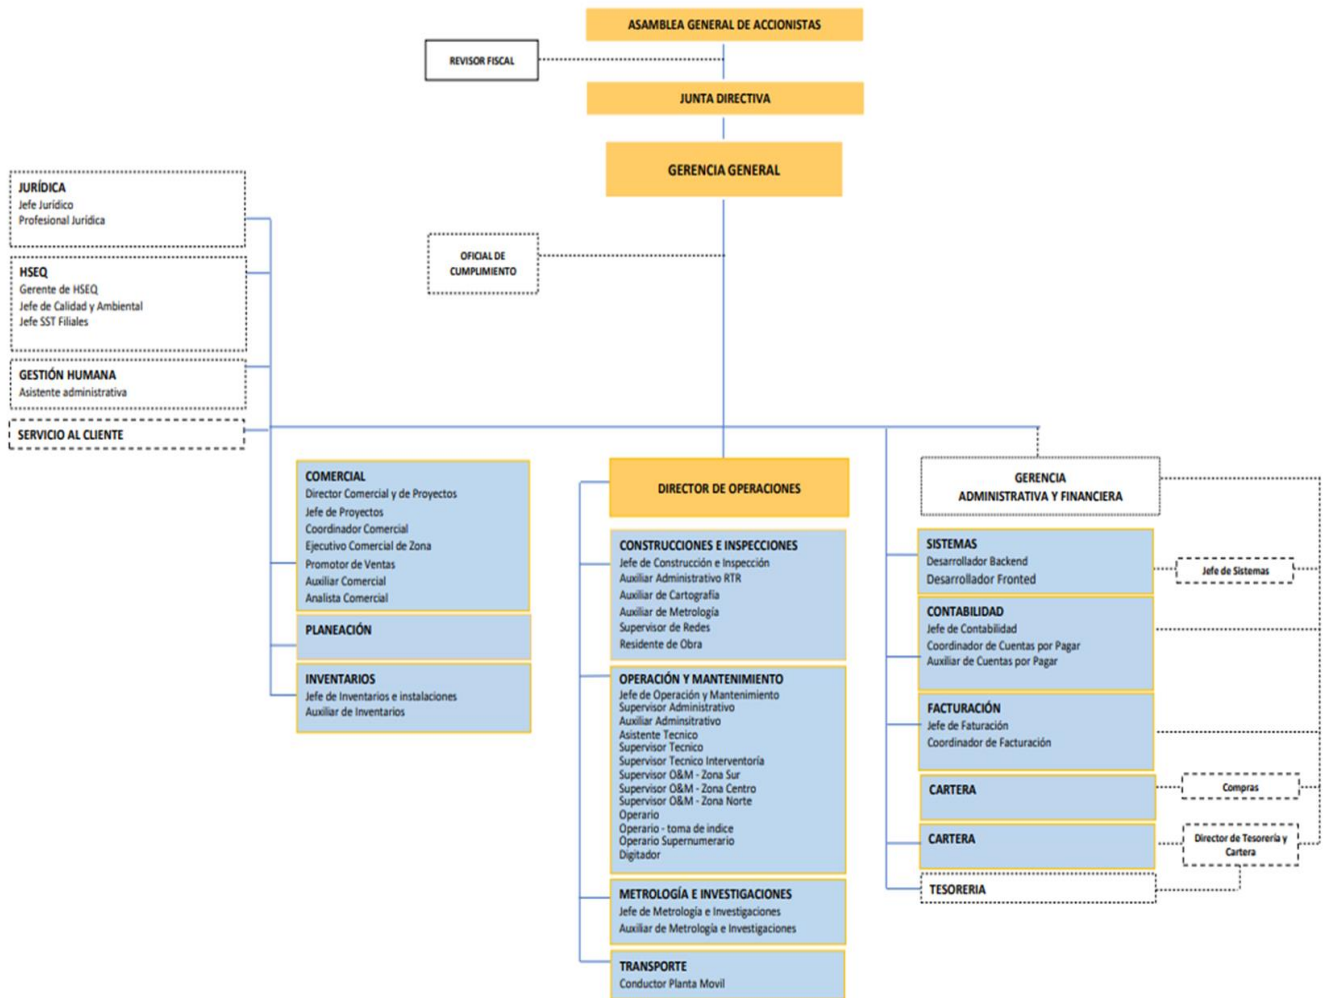 ASAMBLEA GENERAL DE ACCIONISTAS
REVISOR FISCAL
JUNTA DIRECTIVA
GERENCIA GENERAL
OFICIAL DE
CUMPLIMIENTO
JURÍDICA
Jefe Jurídico
Profesional Jurídica
HSEQ
Gerente de HSEQ
Jefe de Calidad y Ambiental
Jefe SST Filiales
GESTIÓN HUMANA
Asistente administrativa
SERVICIO AL CLIENTE
COMERCIAL
Director Comercial y de Proyectos
Jefe de Proyectos
Coordinador Comercial
Ejecutivo Comercial de Zona
Promotor de Ventas
Auxiliar Comercial
Analista Comercial
PLANEACIÓN
INVENTARIOS
Jefe de Inventarios e instalaciones
Auxiliar de Inventarios
DIRECTOR DE OPERACIONES
CONSTRUCCIONES E INSPECCIONES
Jefe de Construcción e Inspección
Auxiliar Administrativo RTR
Auxiliar de Cartografía
Auxiliar de Metrología
Supervisor de Redes
Residente de Obra
OPERACIÓN Y MANTENIMIENTO
Jefe de Operación y Mantenimiento
Supervisor Administrativo
Auxiliar Adminsitrativo
Asistente Tecnico
Supervisor Tecnico
Supervisor Tecnico Interventoría
Supervisor O&M - Zona Sur
Supervisor O&M - Zona Centro
Supervisor O&M - Zona Norte
Operario
Operario - toma de indice
Operario Supernumerario
Digitador
METROLOGÍA E INVESTIGACIONES
Jefe de Metrología e Investigaciones
Auxiliar de Metrología e Investigaciones
TRANSPORTE
Conductor Planta Movil
GERENCIA
ADMINISTRATIVA Y FINANCIERA
SISTEMAS
Desarrollador Backend
Desarrollador Fronted
Jefe de Sistemas
CONTABILIDAD
Jefe de Contabilidad
Coordinador de Cuentas por Pagar
Auxiliar de Cuentas por Pagar
FACTURACIÓN
Jefe de Faturación
Coordinador de Facturación
CARTERA
Compras
CARTERA
Director de Tesorería y
Cartera
TESORERIA